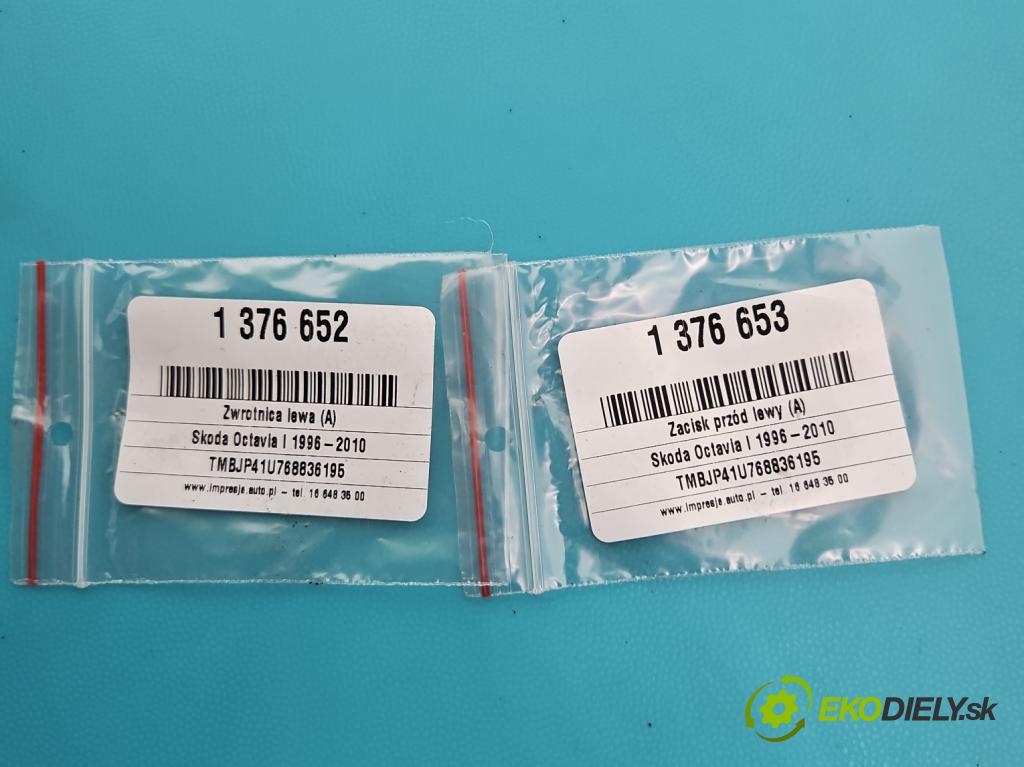 1 376 652
Zwrotnica lewa (A)
Skoda Octavia I 1996-2010
TMBJP41U768836195
www.impresje.auto.pl - tel. 16 648 35 00
1 376 653
Zacisk przód lewy (A)
Skoda Octavia I 1996-2010
TMBJP41U768836195
www.impresje.auto.pl - tel. 16 648 35 00
EKODIELY.sk